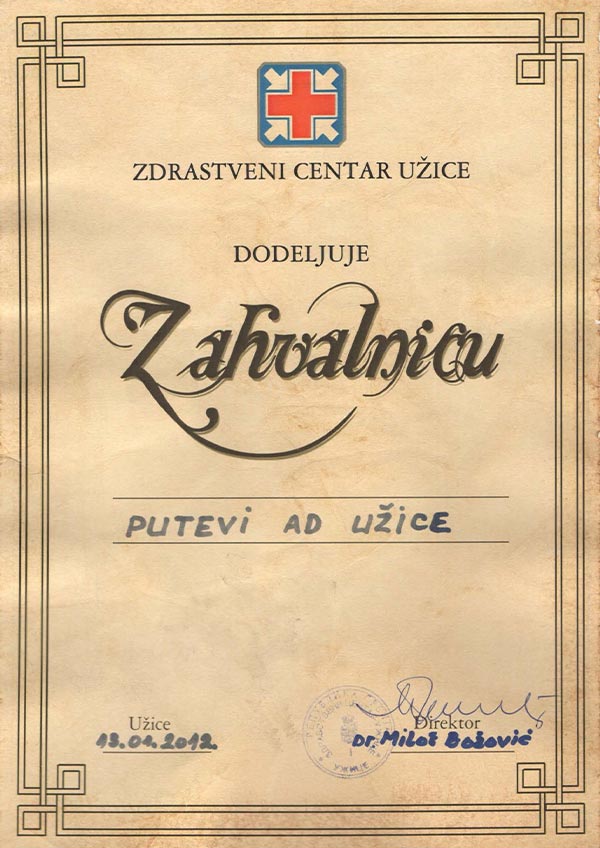 ZDRASTVENI CENTAR UŽICE
DODELJUJE
Zahvalnicu
PUTEVI AD UŽICE
Užice
13.04.2012.
Direktor
Dr. Miloš Božović